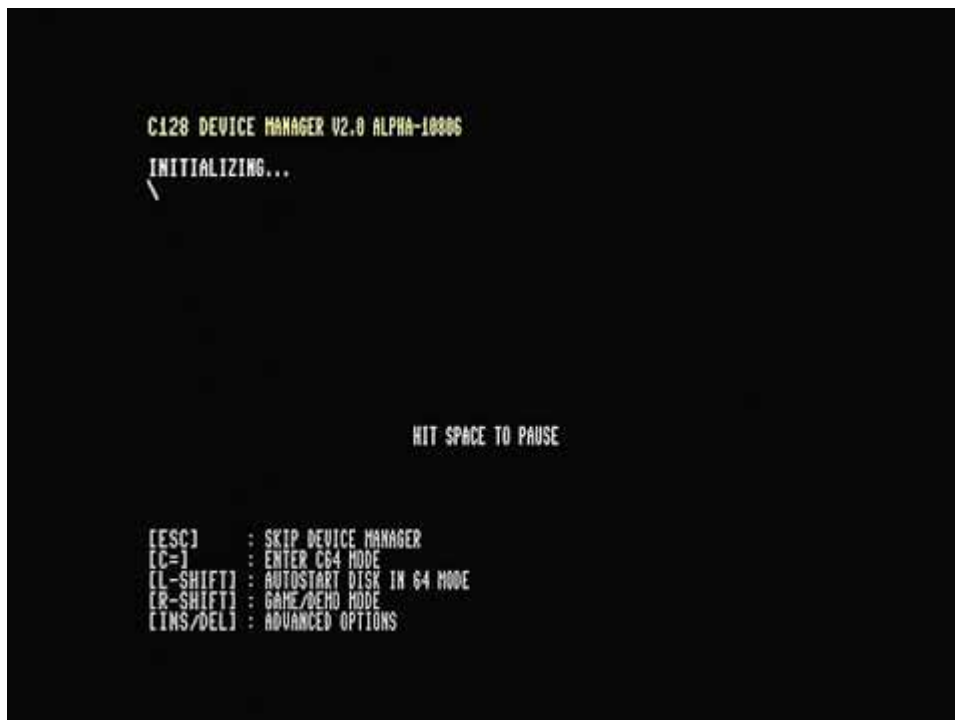 C128 DEVICE MANAGER V2.0 ALPHA-10806
INITIALIZING...
\
HIT SPACE TO PAUSE
[ESC] : SKIP DEVICE MANAGER
[C=] : ENTER C64 MODE
[L-SHIFT] : AUTOSTART DISK IN 64 MODE
[R-SHIFT] : GAME/DEMO MODE
[INS/DEL] : ADVANCED OPTIONS